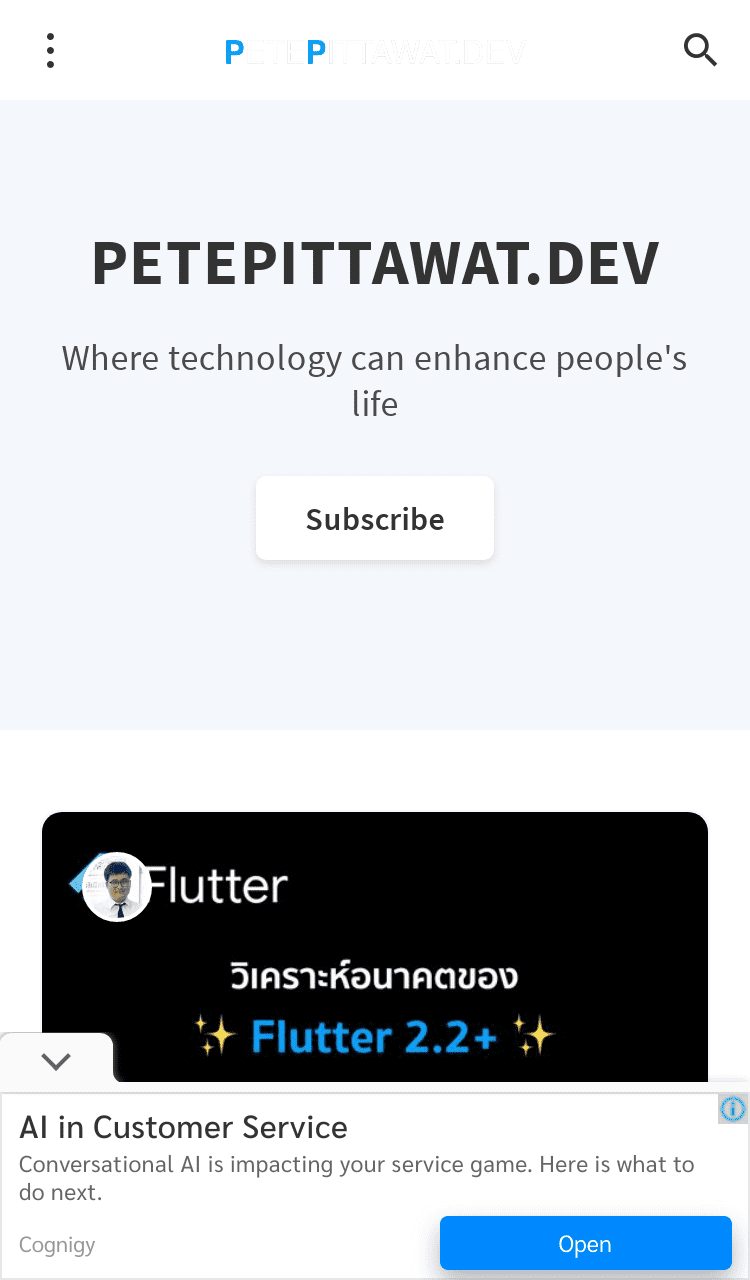 PETEPITTAWAT.DEV
PETEPITTAWAT.DEV
Where technology can enhance people's
life
Subscribe
Flutter
วิเคราะห์อนาคตของ
✨ Flutter 2.2+ ✨
AI in Customer Service
Conversational AI is impacting your service game. Here is what to
do next.
Cognigy
Open